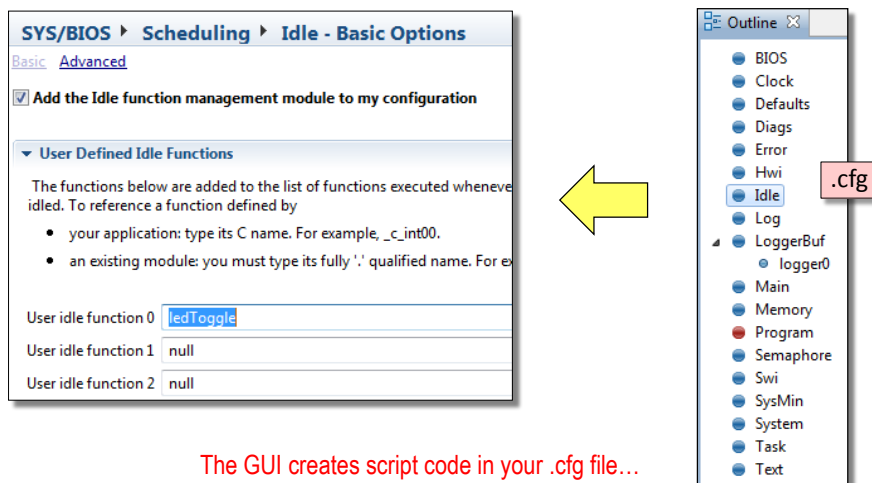 SYS/BIOS ▸ Scheduling ▸ Idle - Basic Options
Basic Advanced
Add the Idle function management module to my configuration
User Defined Idle Functions
The functions below are added to the list of functions executed wheneve
idled. To reference a function defined by
• your application: type its C name. For example, _c_int00.
• an existing module: you must type its fully '.' qualified name. For ex
User idle function 0 ledToggle
User idle function 1 null
User idle function 2 null
Outline
BIOS
Clock
Defaults
Diags
Error
Hwi
Idle
Log
LoggerBuf
logger0
Main
Memory
Program
Semaphore
Swi
SysMin
System
Task
Text
.cfg
The GUI creates script code in your .cfg file…